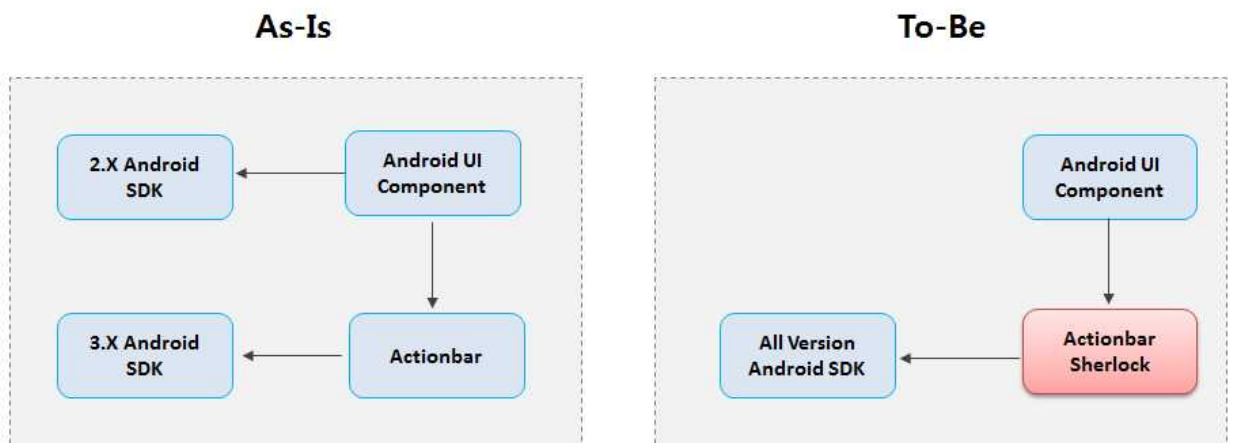 As-Is
To-Be
2.X Android
SDK
Android UI
Component
3.X Android
SDK
Actionbar
Android UI
Component
All Version
Android SDK
Actionbar
Sherlock